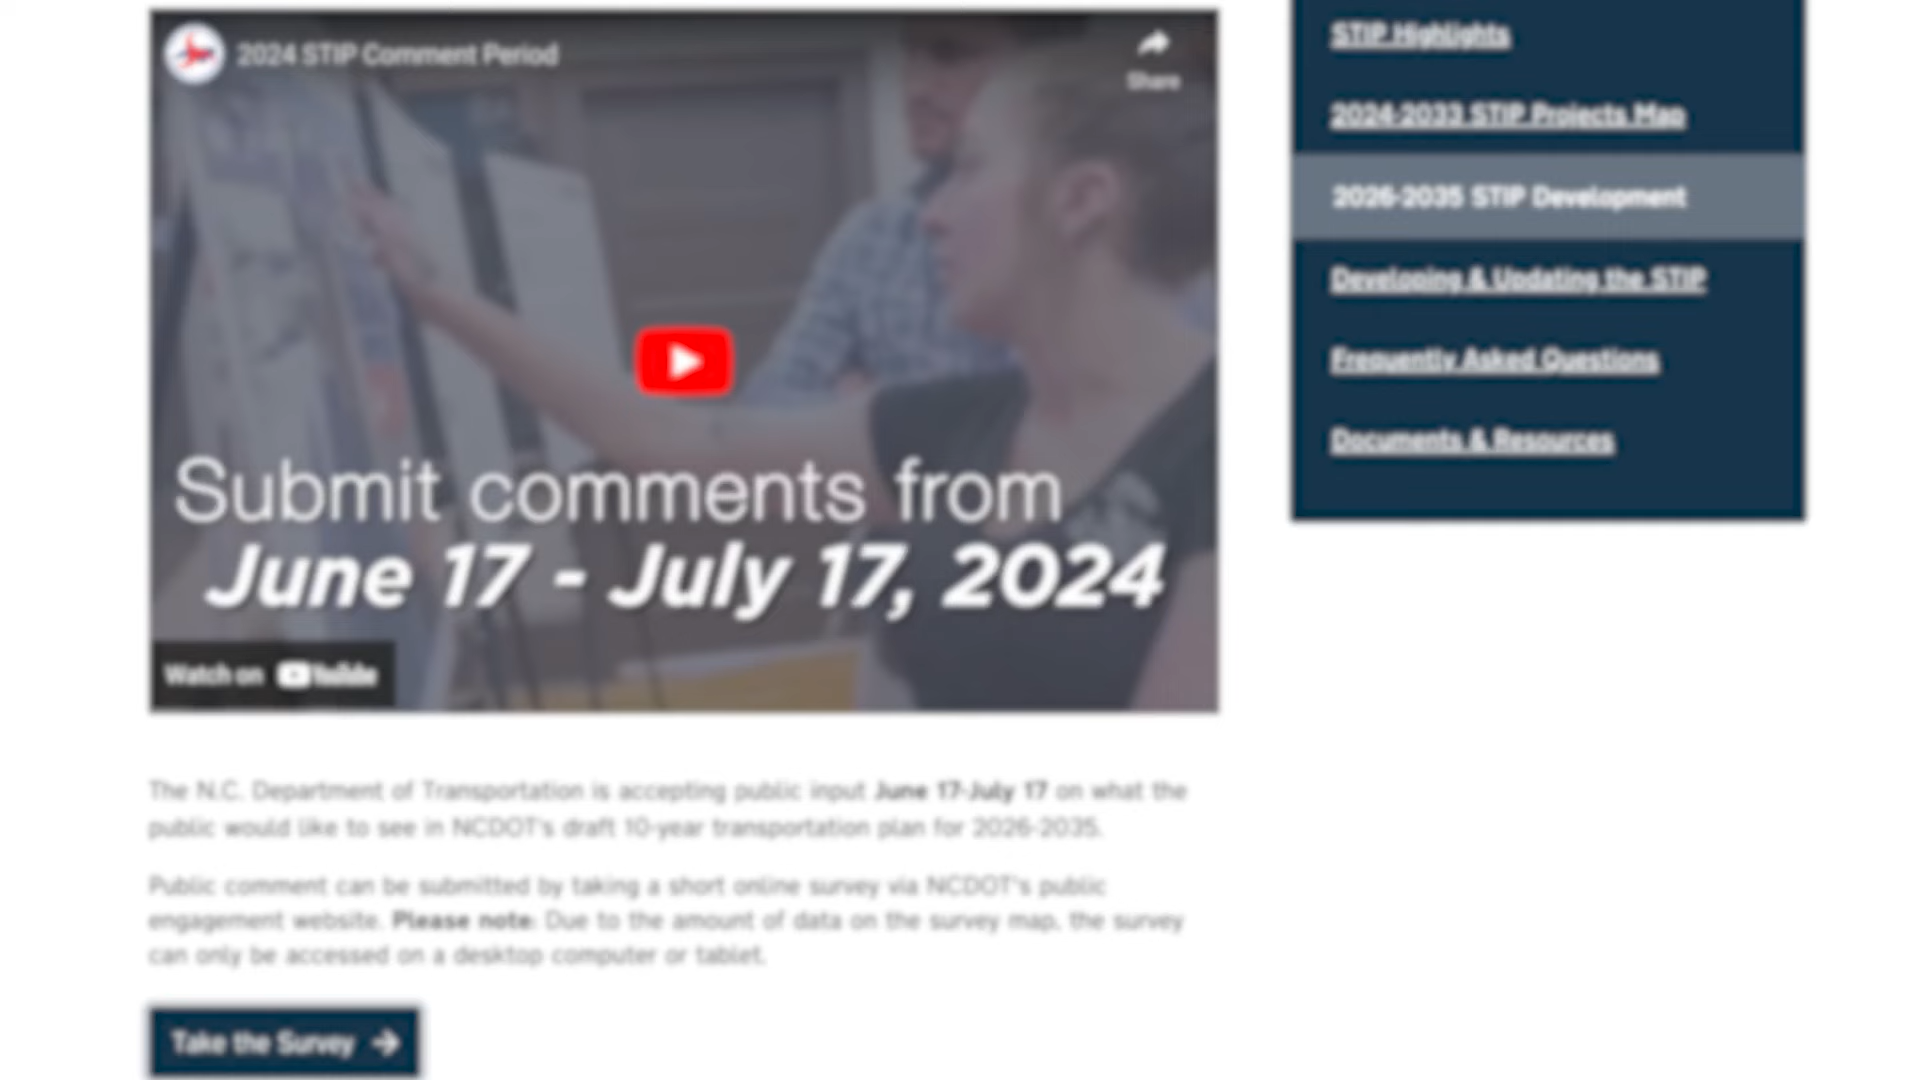 2024 STIP Comment Period
Share
Submit comments from
June 17 - July 17, 2024
Watch on YouTube
The N.C. Department of Transportation is accepting public input June 17-July 17 on what the
public would like to see in NCDOT's draft 10-year transportation plan for 2026-2035.
Public comment can be submitted by taking a short online survey via NCDOT's public
engagement website. Please note: Due to the amount of data on the survey map, the survey
can only be accessed on a desktop computer or tablet.
Take the Survey →
STIP Highlights
2024-2033 STIP Projects Map
2026-2035 STIP Development
Developing & Updating the STIP
Frequently Asked Questions
Documents & Resources